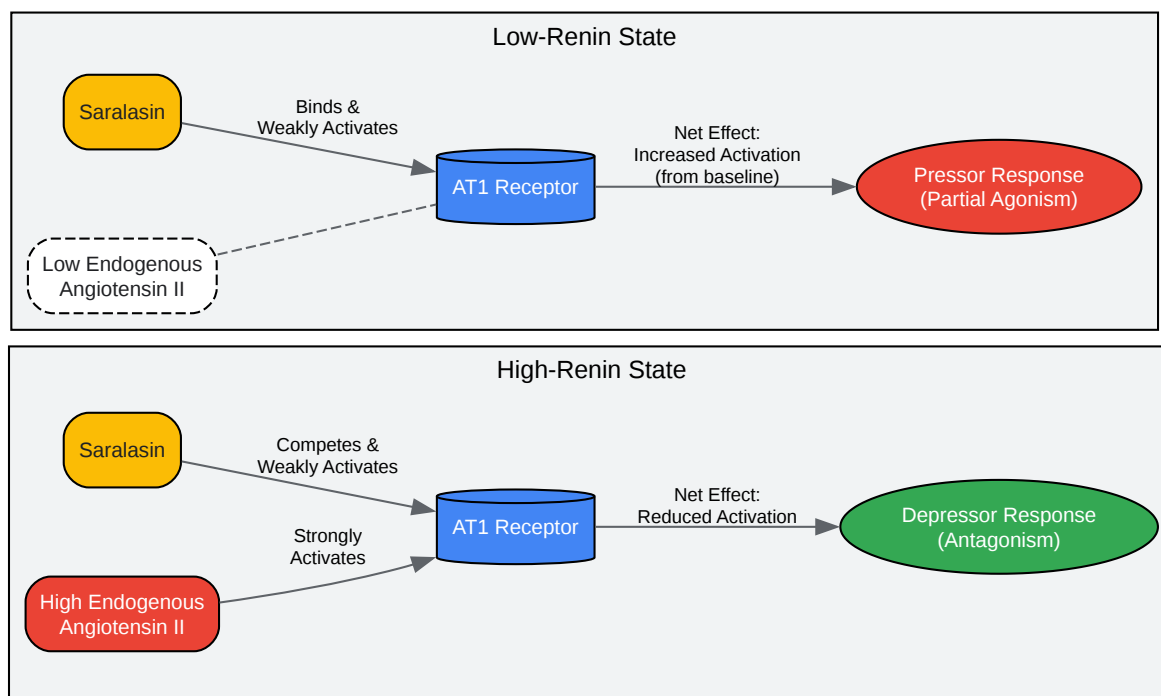 Low-Renin State
Saralasin
Binds &
Weakly Activates
AT1 Receptor
Net Effect:
Increased Activation
(from baseline)
Pressor Response
(Partial Agonism)
Low Endogenous
Angiotensin II
High-Renin State
Saralasin
Competes &
Weakly Activates
AT1 Receptor
Net Effect:
Reduced Activation
Depressor Response
(Antagonism)
Strongly
Activates
High Endogenous
Angiotensin II